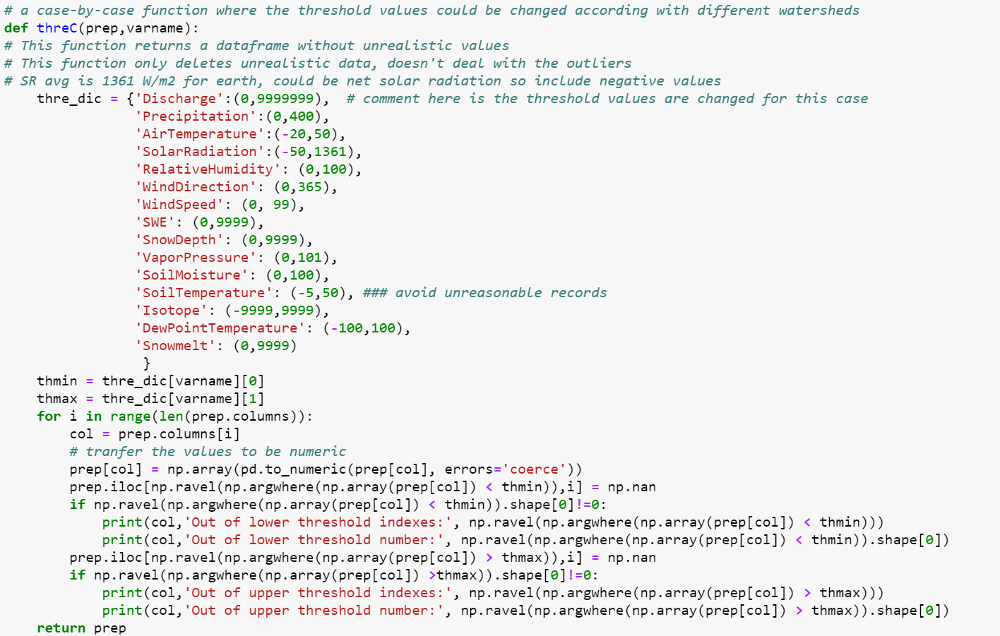 # a case-by-case function where the threshold values could be changed according with different watersheds
def threC(prep,varname):
# This function returns a dataframe without unrealistic values
# This function only deletes unrealistic data, doesn't deal with the outliers
# SR avg is 1361 W/m2 for earth, could be net solar radiation so include negative values
    thre_dic = {'Discharge':(0,9999999),  # comment here is the threshold values are changed for this case
                'Precipitation':(0,400),
                'AirTemperature':(-20,50),
                'SolarRadiation':(-50,1361),
                'RelativeHumidity': (0,100),
                'WindDirection': (0,365),
                'WindSpeed': (0, 99),
                'SWE': (0,9999),
                'SnowDepth': (0,9999),
                'VaporPressure': (0,101),
                'SoilMoisture': (0,100),
                'SoilTemperature': (-5,50), ### avoid unreasonable records
                'Isotope': (-9999,9999),
                'DewPointTemperature': (-100,100),
                'Snowmelt': (0,9999)
                 }
    thmin = thre_dic[varname][0]
    thmax = thre_dic[varname][1]
    for i in range(len(prep.columns)):
        col = prep.columns[i]
        # tranfer the values to be numeric
        prep[col] = np.array(pd.to_numeric(prep[col], errors='coerce'))
        prep.iloc[np.ravel(np.argwhere(np.array(prep[col]) < thmin)),i] = np.nan
        if np.ravel(np.argwhere(np.array(prep[col]) < thmin)).shape[0]!=0:
            print(col,'Out of lower threshold indexes:', np.ravel(np.argwhere(np.array(prep[col]) < thmin)))
            print(col,'Out of lower threshold number:', np.ravel(np.argwhere(np.array(prep[col]) < thmin)).shape[0])
        prep.iloc[np.ravel(np.argwhere(np.array(prep[col]) > thmax)),i] = np.nan
        if np.ravel(np.argwhere(np.array(prep[col]) >thmax)).shape[0]!=0:
            print(col,'Out of upper threshold indexes:', np.ravel(np.argwhere(np.array(prep[col]) > thmax)))
            print(col,'Out of upper threshold number:', np.ravel(np.argwhere(np.array(prep[col]) > thmax)).shape[0])
    return prep